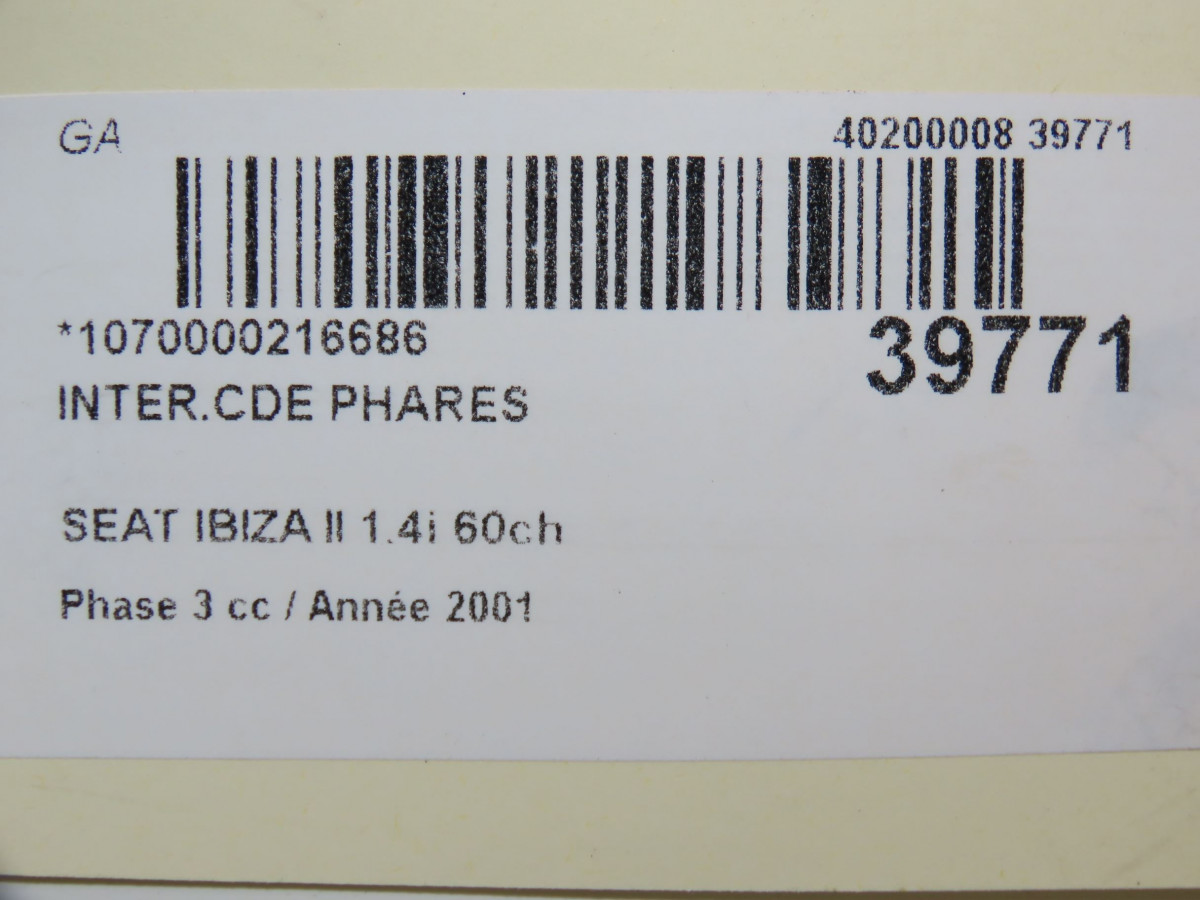 GA
40200008 39771
*1070000216686
39771
INTER.CDE PHARES
SEAT IBIZA II 1.4i 60ch
Phase 3 cc / Année 2001